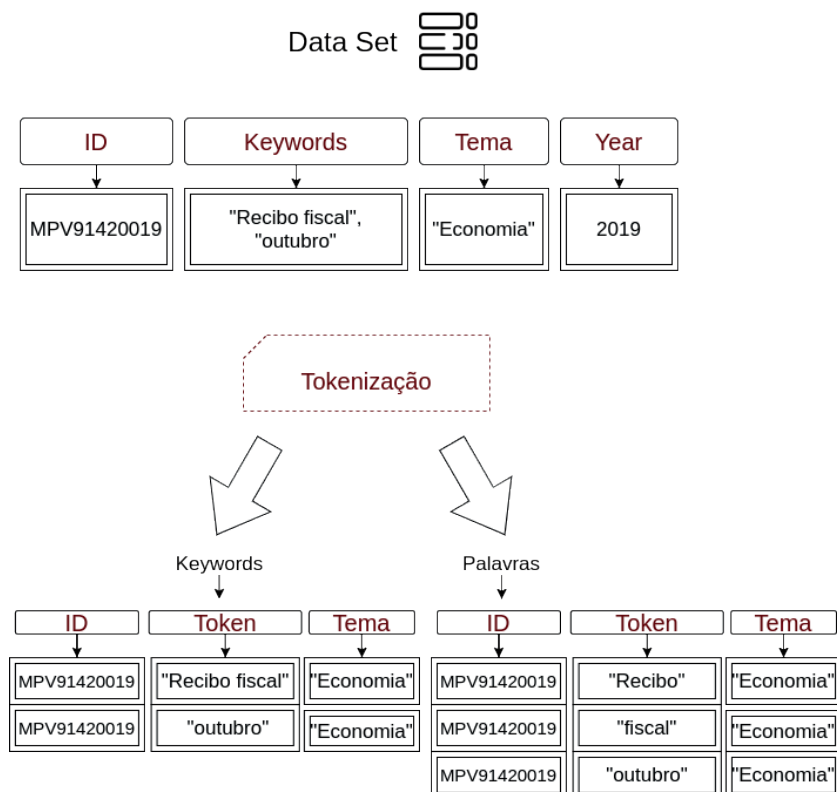 Data Set
ID Keywords Tema Year
MPV91420019 "Recibo fiscal", "Economia" 2019
"outubro"
Tokenização
Keywords Palavras
ID Token Tema ID Token Tema
MPV91420019 "Recibo fiscal" "Economia" MPV91420019 "Recibo" "Economia"
MPV91420019 "outubro" "Economia" MPV91420019 "fiscal" "Economia"
MPV91420019 "outubro" "Economia"